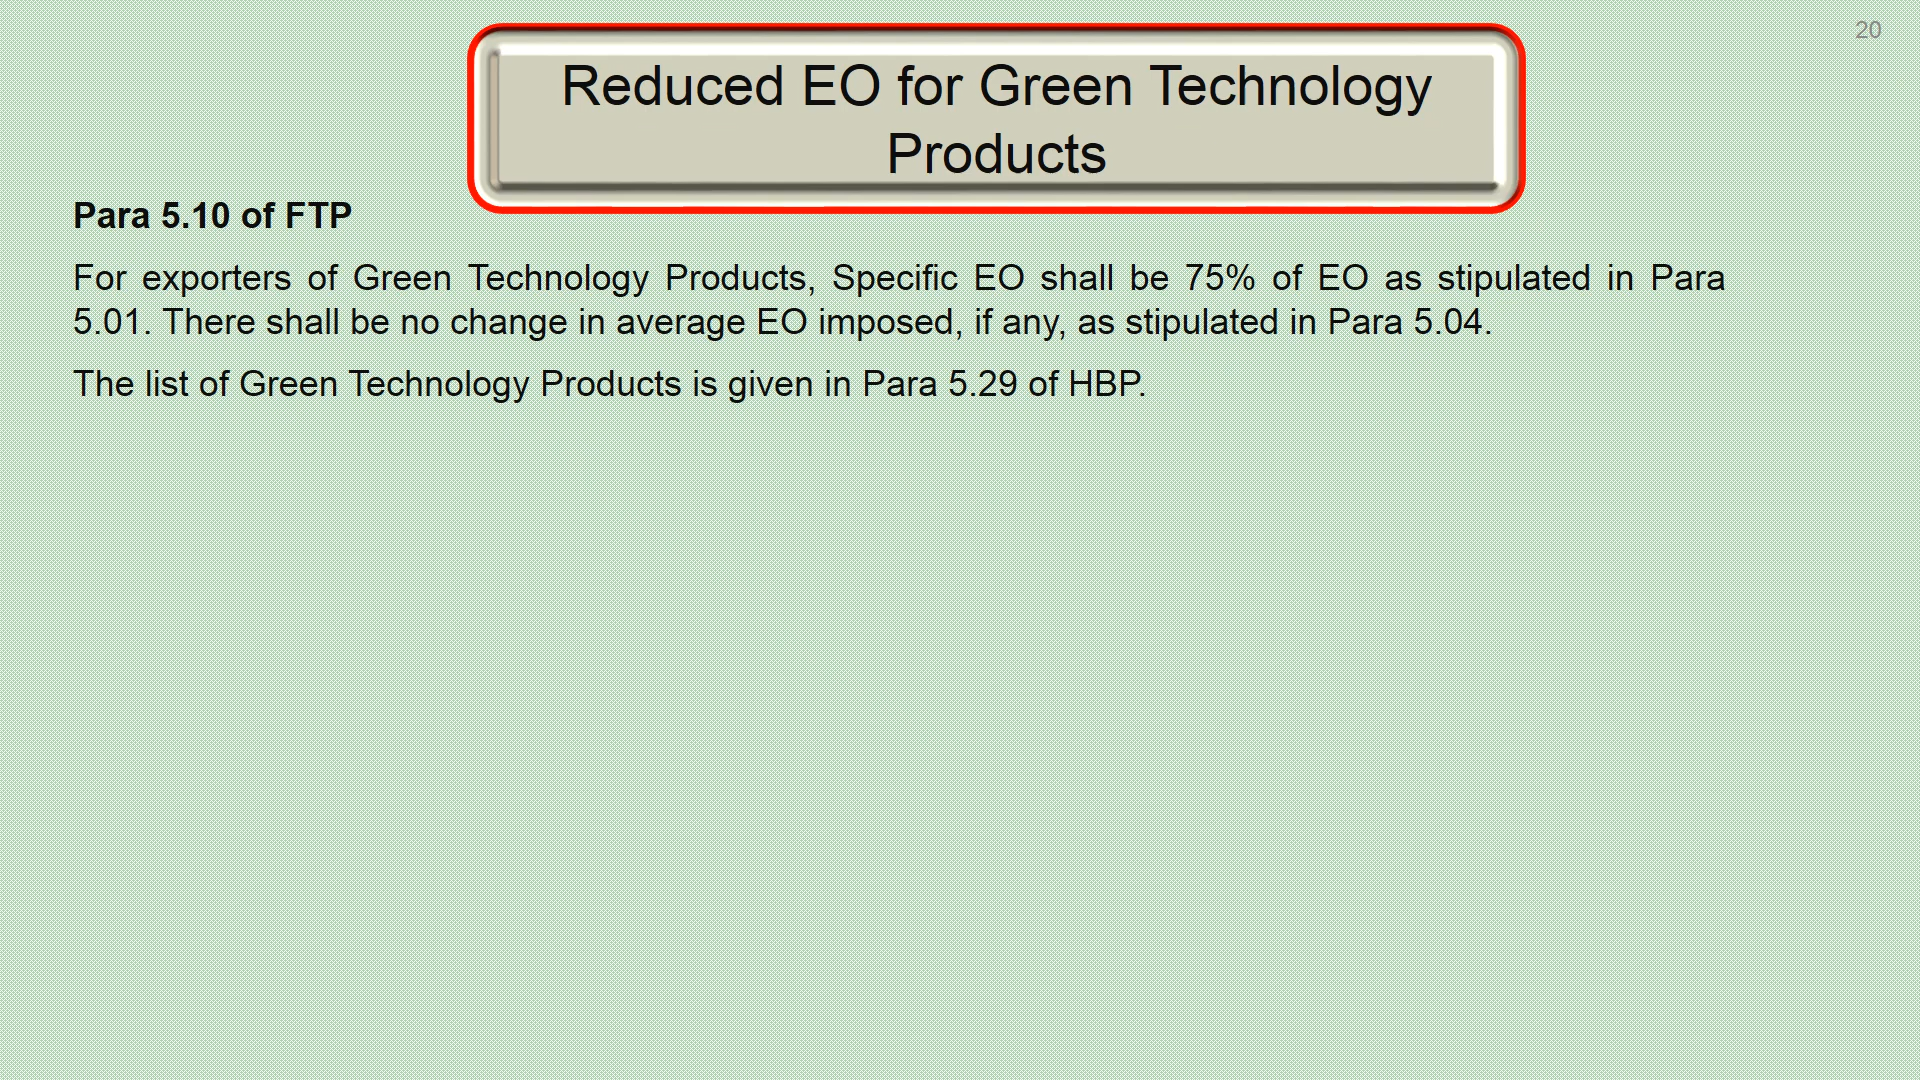 20
Reduced EO for Green Technology
Products
Para 5.10 of FTP
For exporters of Green Technology Products, Specific EO shall be 75% of EO as stipulated in Para
5.01. There shall be no change in average EO imposed, if any, as stipulated in Para 5.04.
The list of Green Technology Products is given in Para 5.29 of HBP.